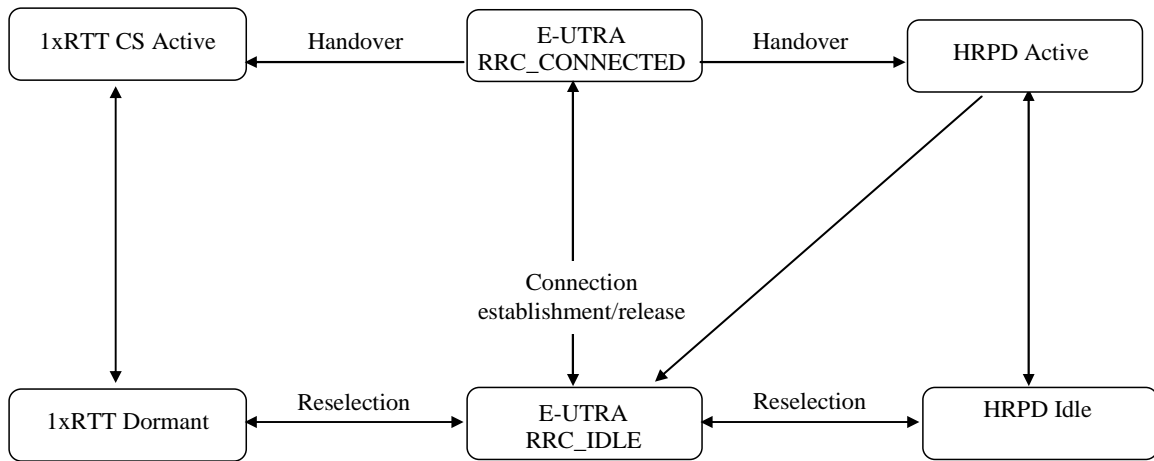 1xRTT CS Active
Handover
E-UTRA
RRC_CONNECTED
Handover
HRPD Active
Connection
establishment/release
1xRTT Dormant
Reselection
E-UTRA
RRC_IDLE
Reselection
HRPD Idle